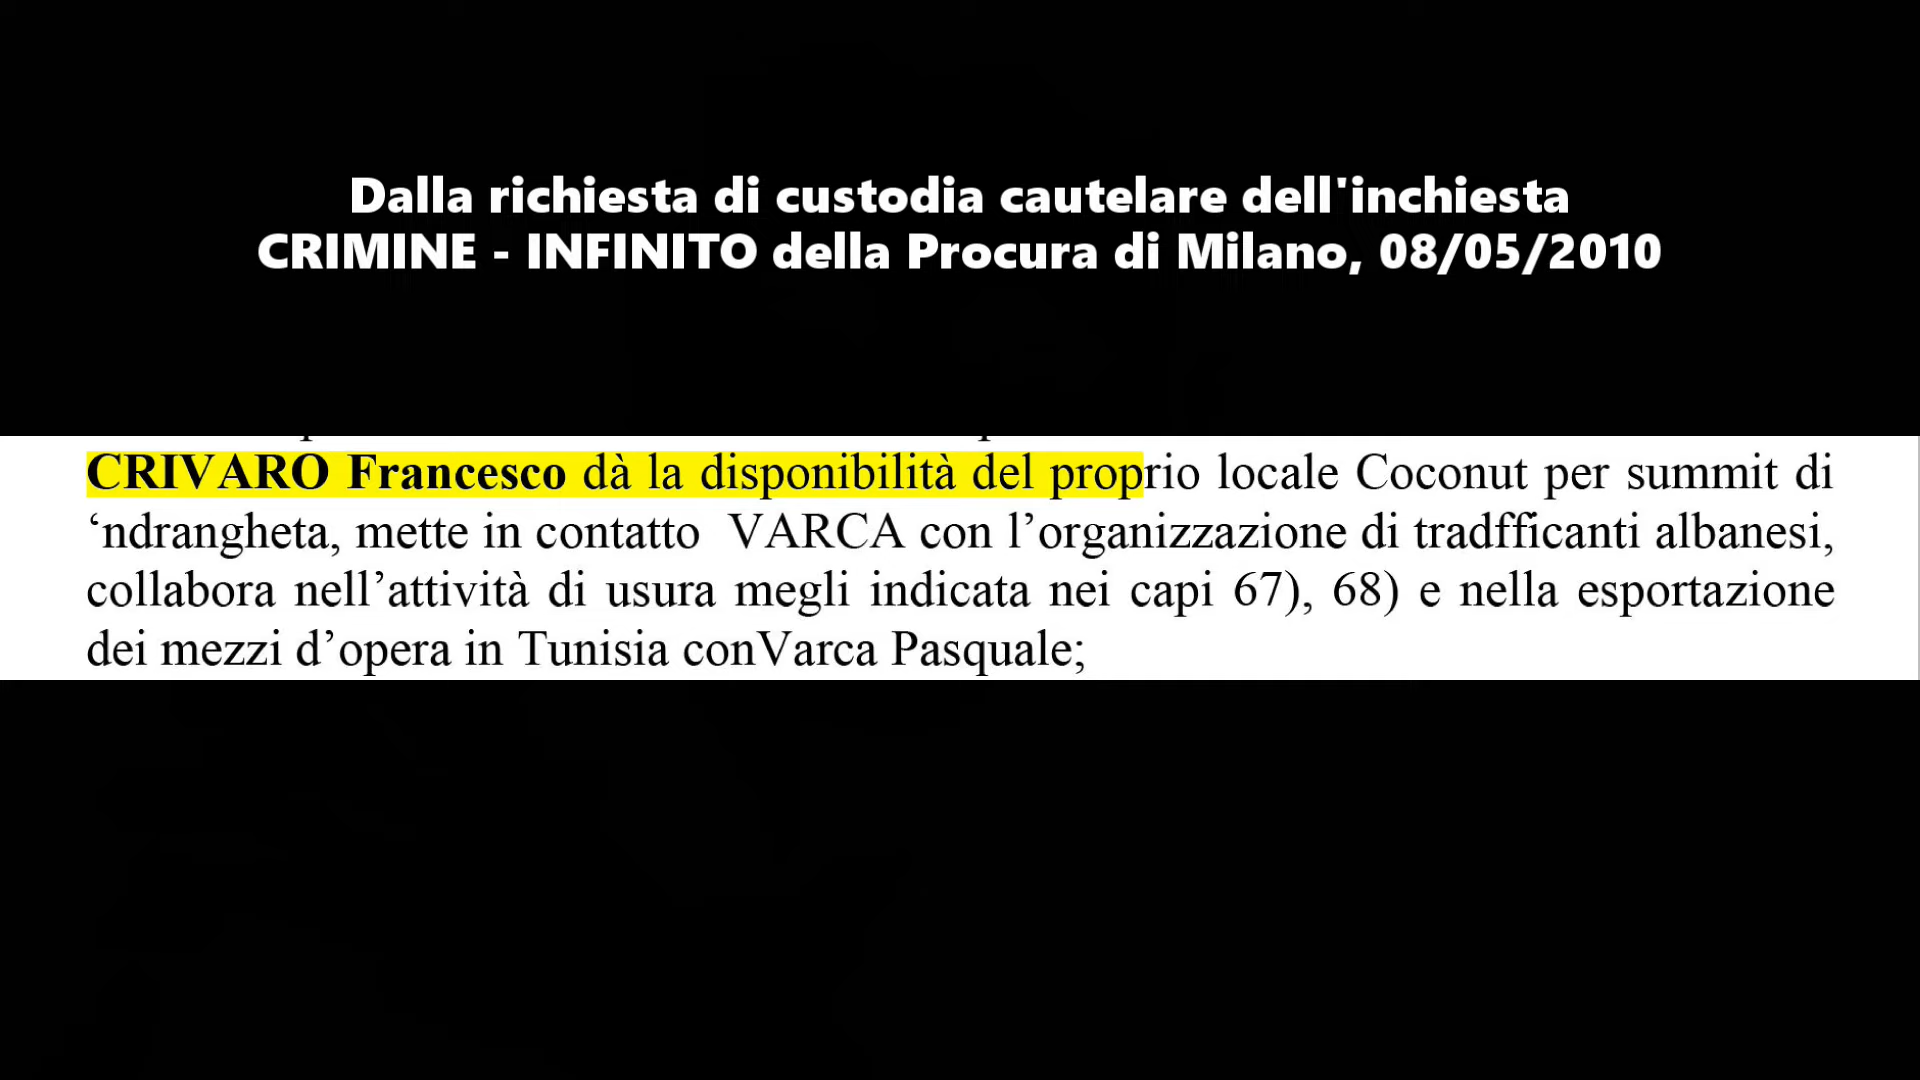 Dalla richiesta di custodia cautelare dell'inchiesta
CRIMINE - INFINITO della Procura di Milano, 08/05/2010
CRIVARO Francesco dà la disponibilità del proprio locale Coconut per summit di
‘ndrangheta, mette in contatto  VARCA con l’organizzazione di tradfficanti albanesi,
collabora nell’attività di usura megli indicata nei capi 67), 68) e nella esportazione
dei mezzi d’opera in Tunisia conVarca Pasquale;